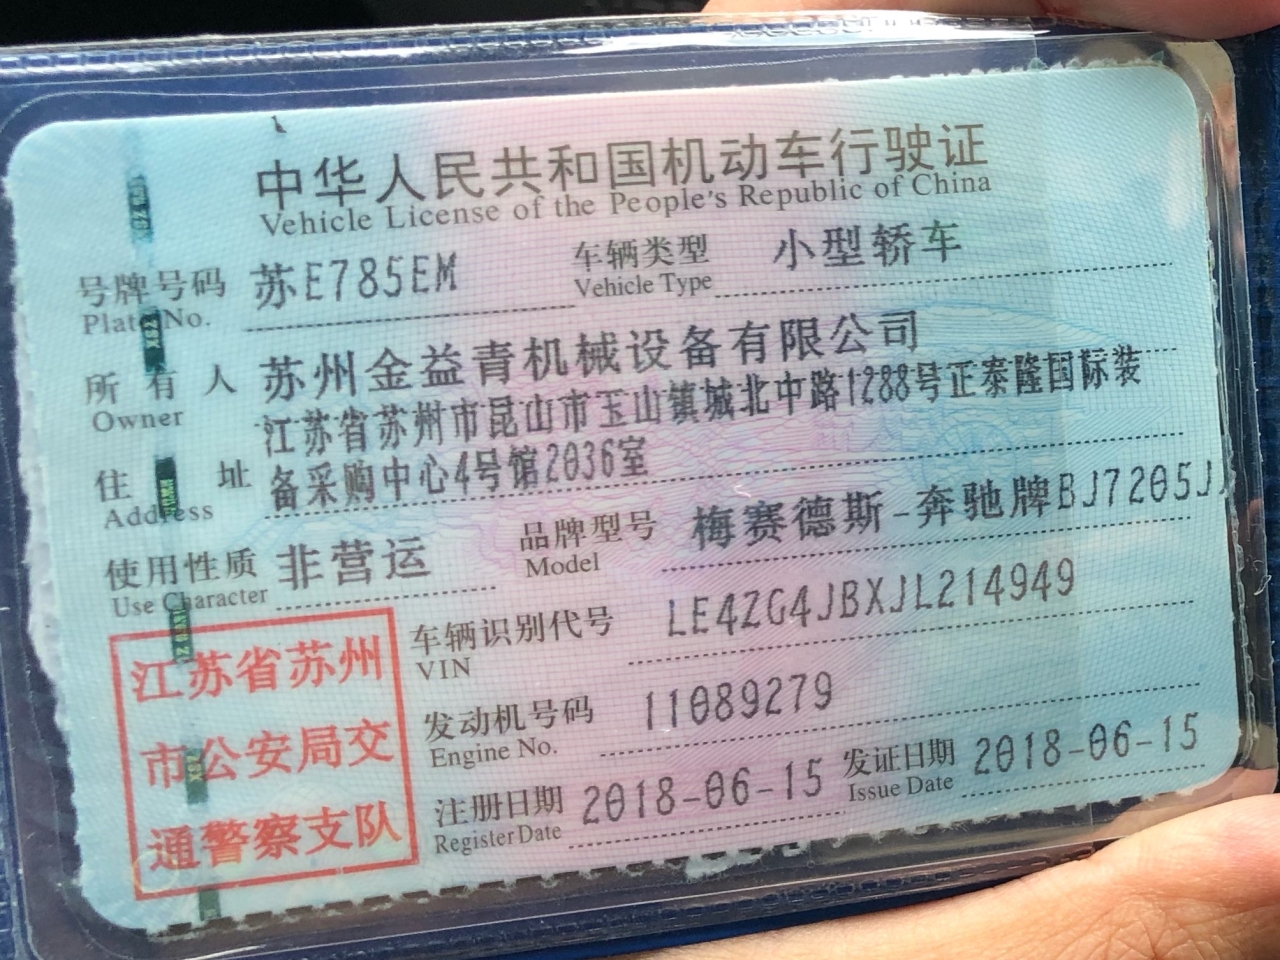 中华人民共和国机动车行驶证
Vehicle License of the People's Republic of China
号牌号码 苏E785EM 车辆类型 小型轿车
Plate No. Vehicle Type
所有人 苏州金益青机械设备有限公司
Owner
江苏省苏州市昆山市玉山镇城北中路1288号正泰隆国际装
住址 备采购中心4号馆2036室
Address
使用性质 非营运 品牌型号 梅赛德斯-奔驰牌BJ7205J
Use Character Model
江苏省苏州
市公安局交
通警察支队
车辆识别代号 LE4ZG4JBXJL214949
VIN
发动机号码 11089279
Engine No.
注册日期 2018-06-15 发证日期 2018-06-15
Register Date Issue Date